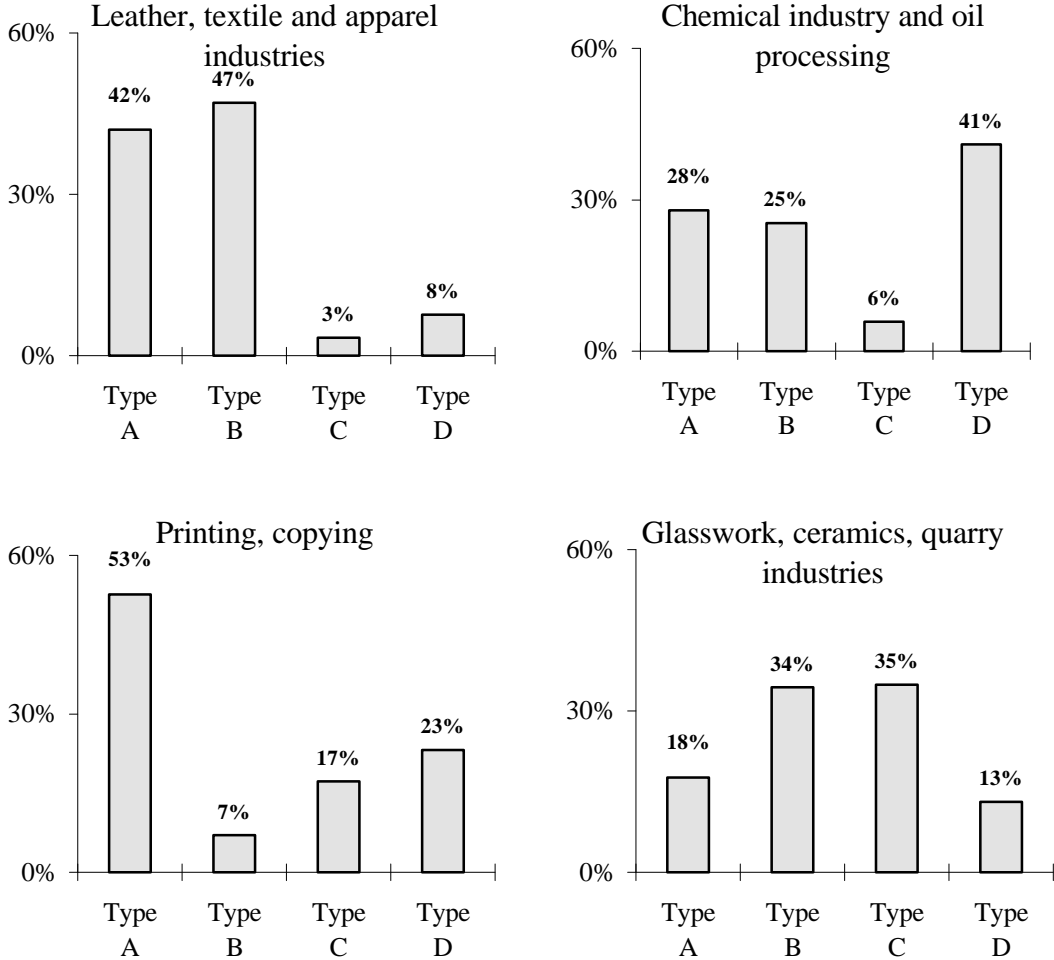 Leather, textile and apparel
industries
60%
30%
0%
42%
47%
3%
8%
Type
A
Type
B
Type
C
Type
D
Chemical industry and oil
processing
60%
30%
0%
28%
25%
6%
41%
Type
A
Type
B
Type
C
Type
D
Printing, copying
60%
30%
0%
53%
7%
17%
23%
Type
A
Type
B
Type
C
Type
D
Glasswork, ceramics, quarry
industries
60%
30%
0%
18%
34%
35%
13%
Type
A
Type
B
Type
C
Type
D